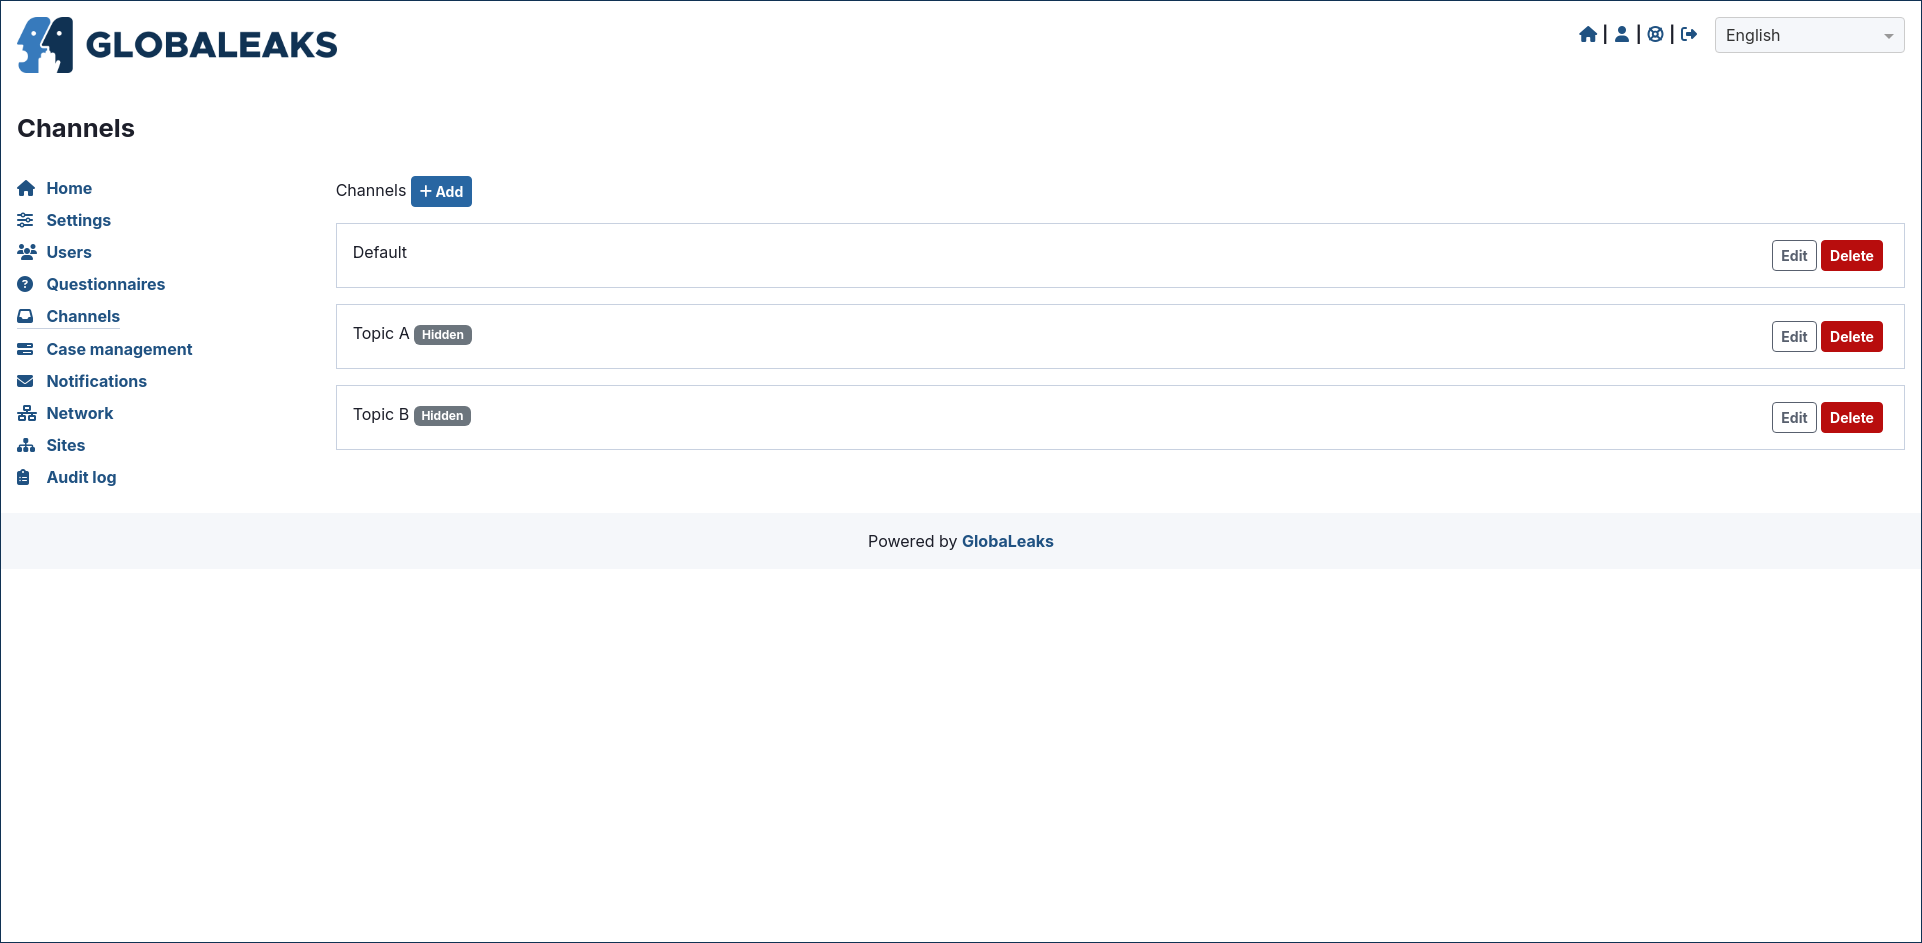 GLOBALEAKS
English
Channels
Home
Settings
Users
Questionnaires
Channels
Case management
Notifications
Network
Sites
Audit log
Channels + Add
Default Edit Delete
Topic A Hidden Edit Delete
Topic B Hidden Edit Delete
Powered by GlobaLeaks